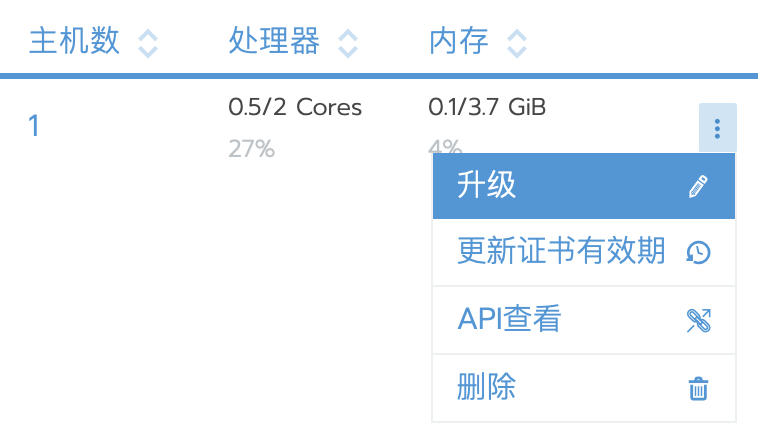 主机数 处理器 内存
1 0.5/2 Cores 0.1/3.7 GiB
27% 4%
升级
更新证书有效期
API查看
删除